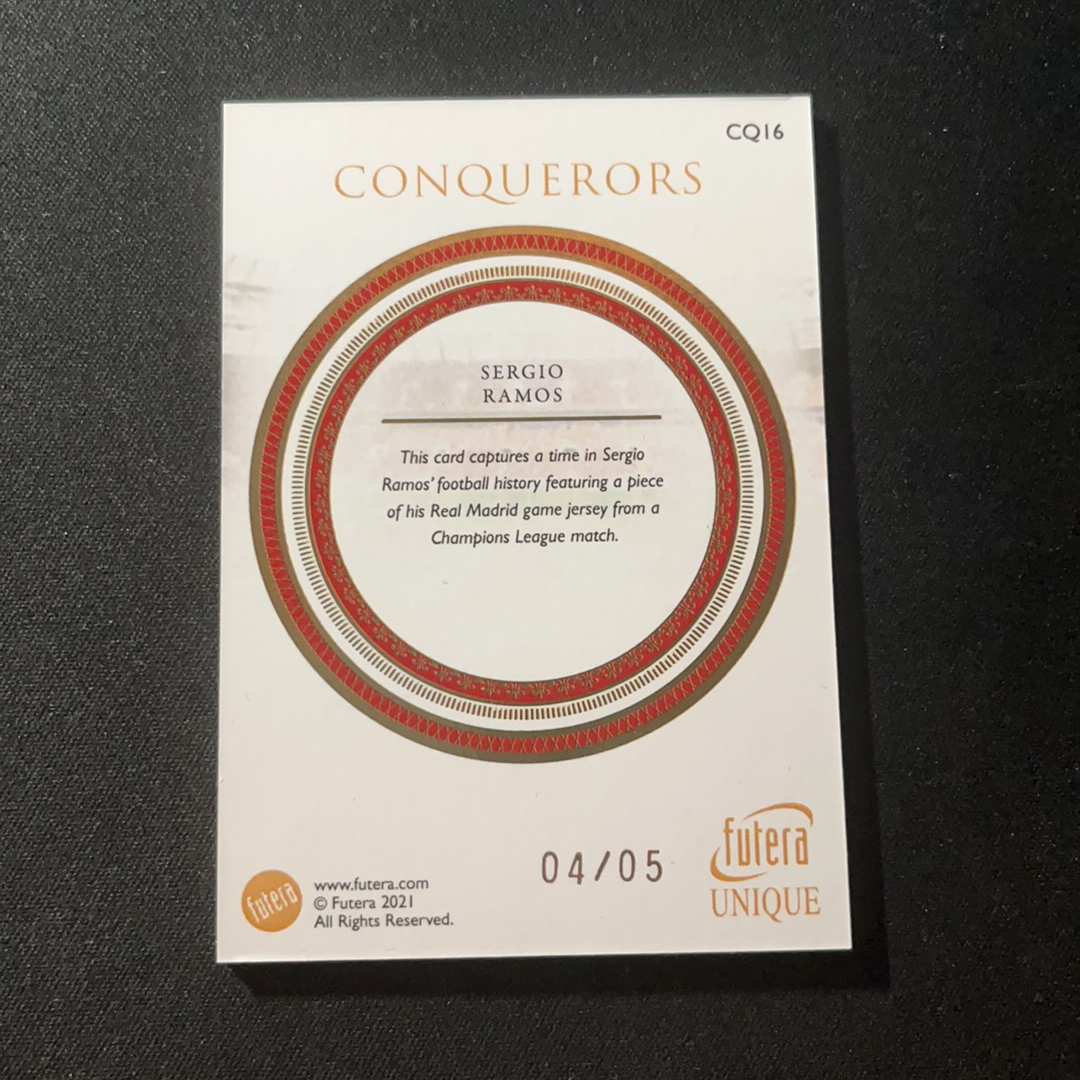 CQ16
CONQUERORS
SERGIO
RAMOS
This card captures a time in Sergio
Ramos' football history featuring a piece
of his Real Madrid game jersey from a
Champions League match.
04/05
futera
UNIQUE
futera
www.futera.com
© Futera 2021
All Rights Reserved.